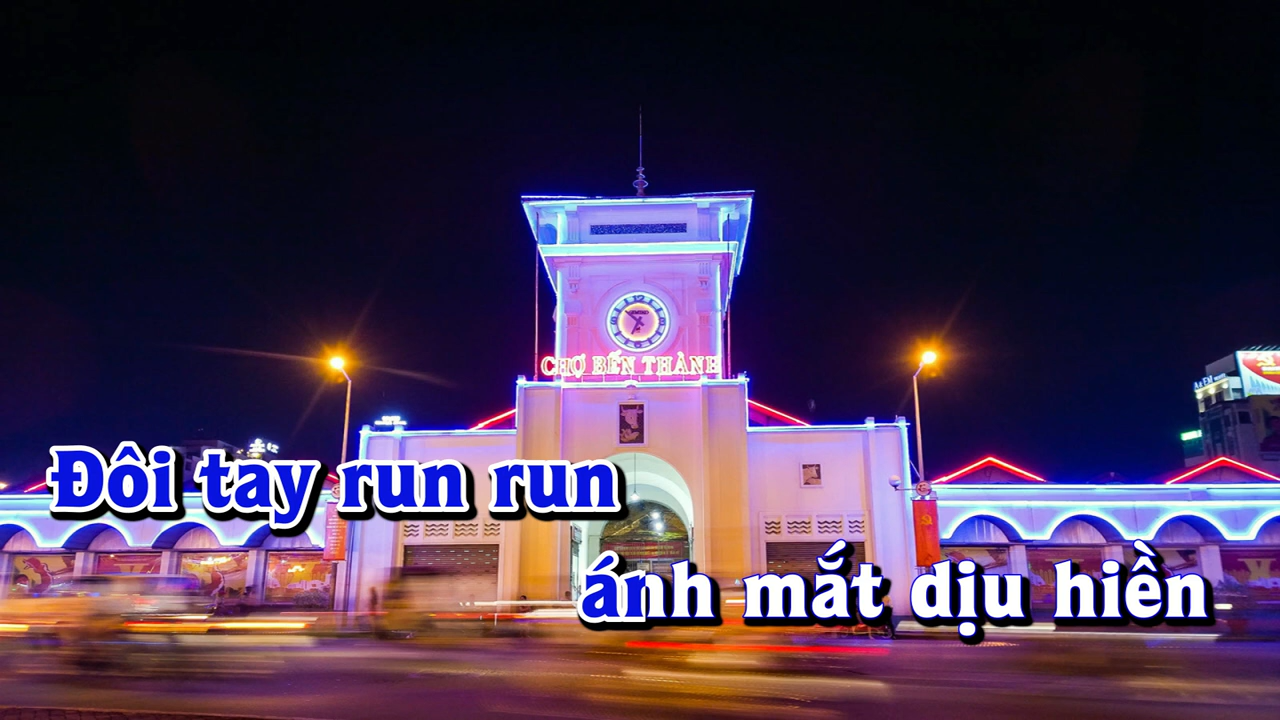 CHỢ BẾN THÀNH
Đôi tay run run
ánh mắt dịu hiền